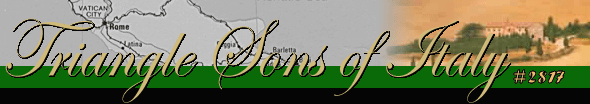 VATICAN
CITY
Rome
Latina
Foggia
Barletta
Triangle Sons of Italy #2817